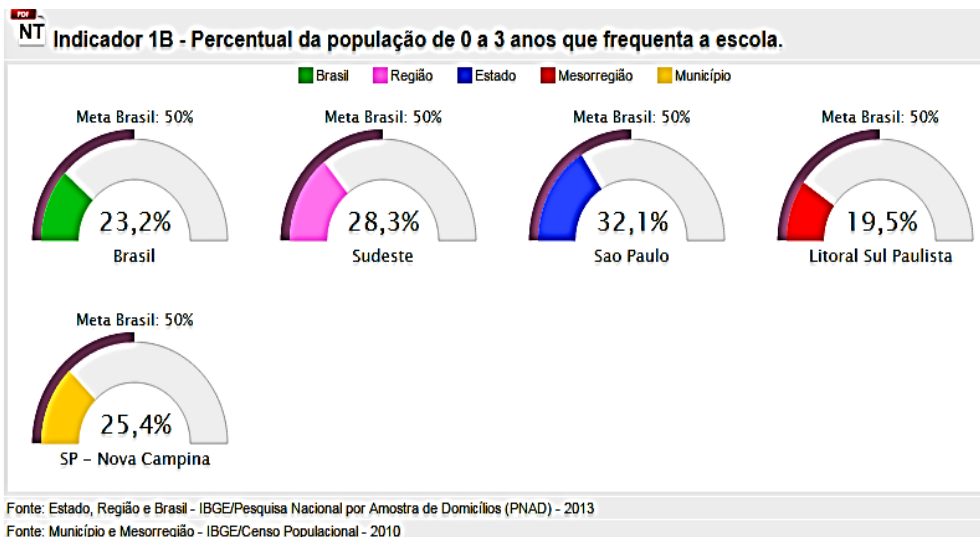 PDF
NT
Indicador 1B - Percentual da população de 0 a 3 anos que frequenta a escola.
Brasil Região Estado Mesorregião Município
Meta Brasil: 50% Meta Brasil: 50% Meta Brasil: 50% Meta Brasil: 50%
23,2% 28,3% 32,1% 19,5%
Brasil Sudeste Sao Paulo Litoral Sul Paulista
Meta Brasil: 50%
25,4%
SP – Nova Campina
Fonte: Estado, Região e Brasil - IBGE/Pesquisa Nacional por Amostra de Domicílios (PNAD) - 2013
Fonte: Município e Mesorregião - IBGE/Censo Populacional - 2010